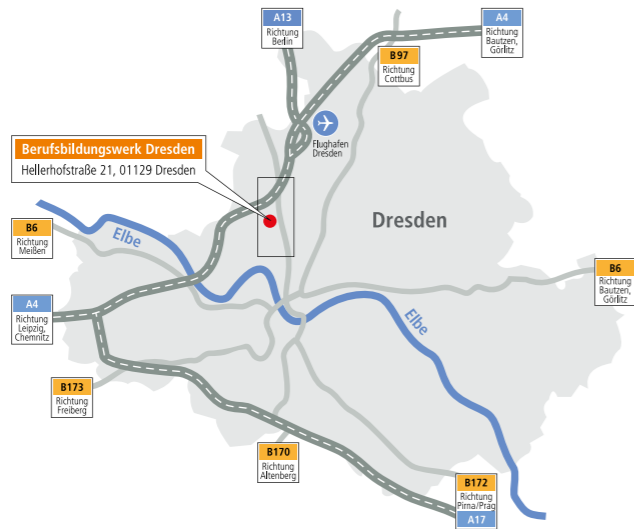 A13
Richtung
Berlin
A4
Richtung
Bautzen,
Görlitz
B97
Richtung
Cottbus
Flughafen
Dresden
Berufsbildungswerk Dresden
Hellerhofstraße 21, 01129 Dresden
Dresden
B6
Richtung
Meißen
Elbe
B6
Richtung
Bautzen,
Görlitz
A4
Richtung
Leipzig,
Chemnitz
Elbe
B173
Richtung
Freiberg
B170
Richtung
Altenberg
B172
Richtung
Pirna/Prag
A17